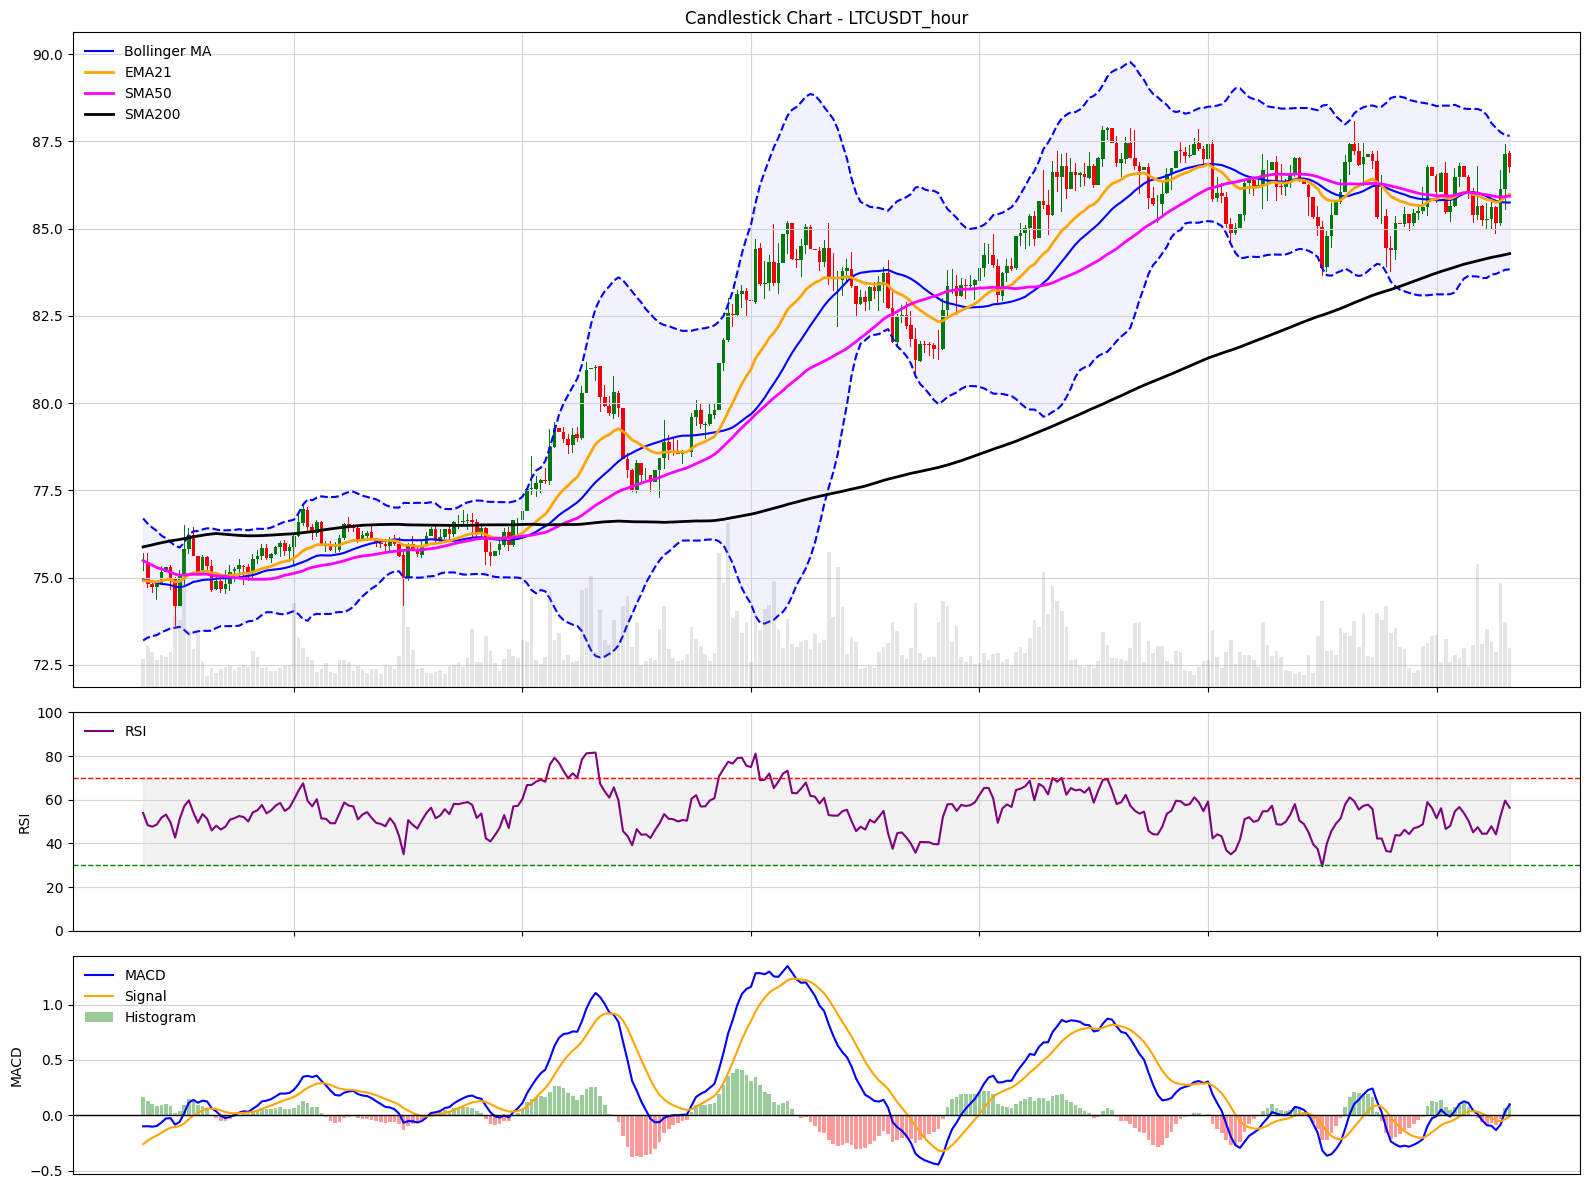 Candlestick Chart - LTCUSDT_hour
Bollinger MA
EMA21
SMA50
SMA200
90.0
87.5
85.0
82.5
80.0
77.5
75.0
72.5
RSI
100
80
60
40
20
0
RSI
MACD
Signal
Histogram
1.0
0.5
0.0
−0.5
MACD